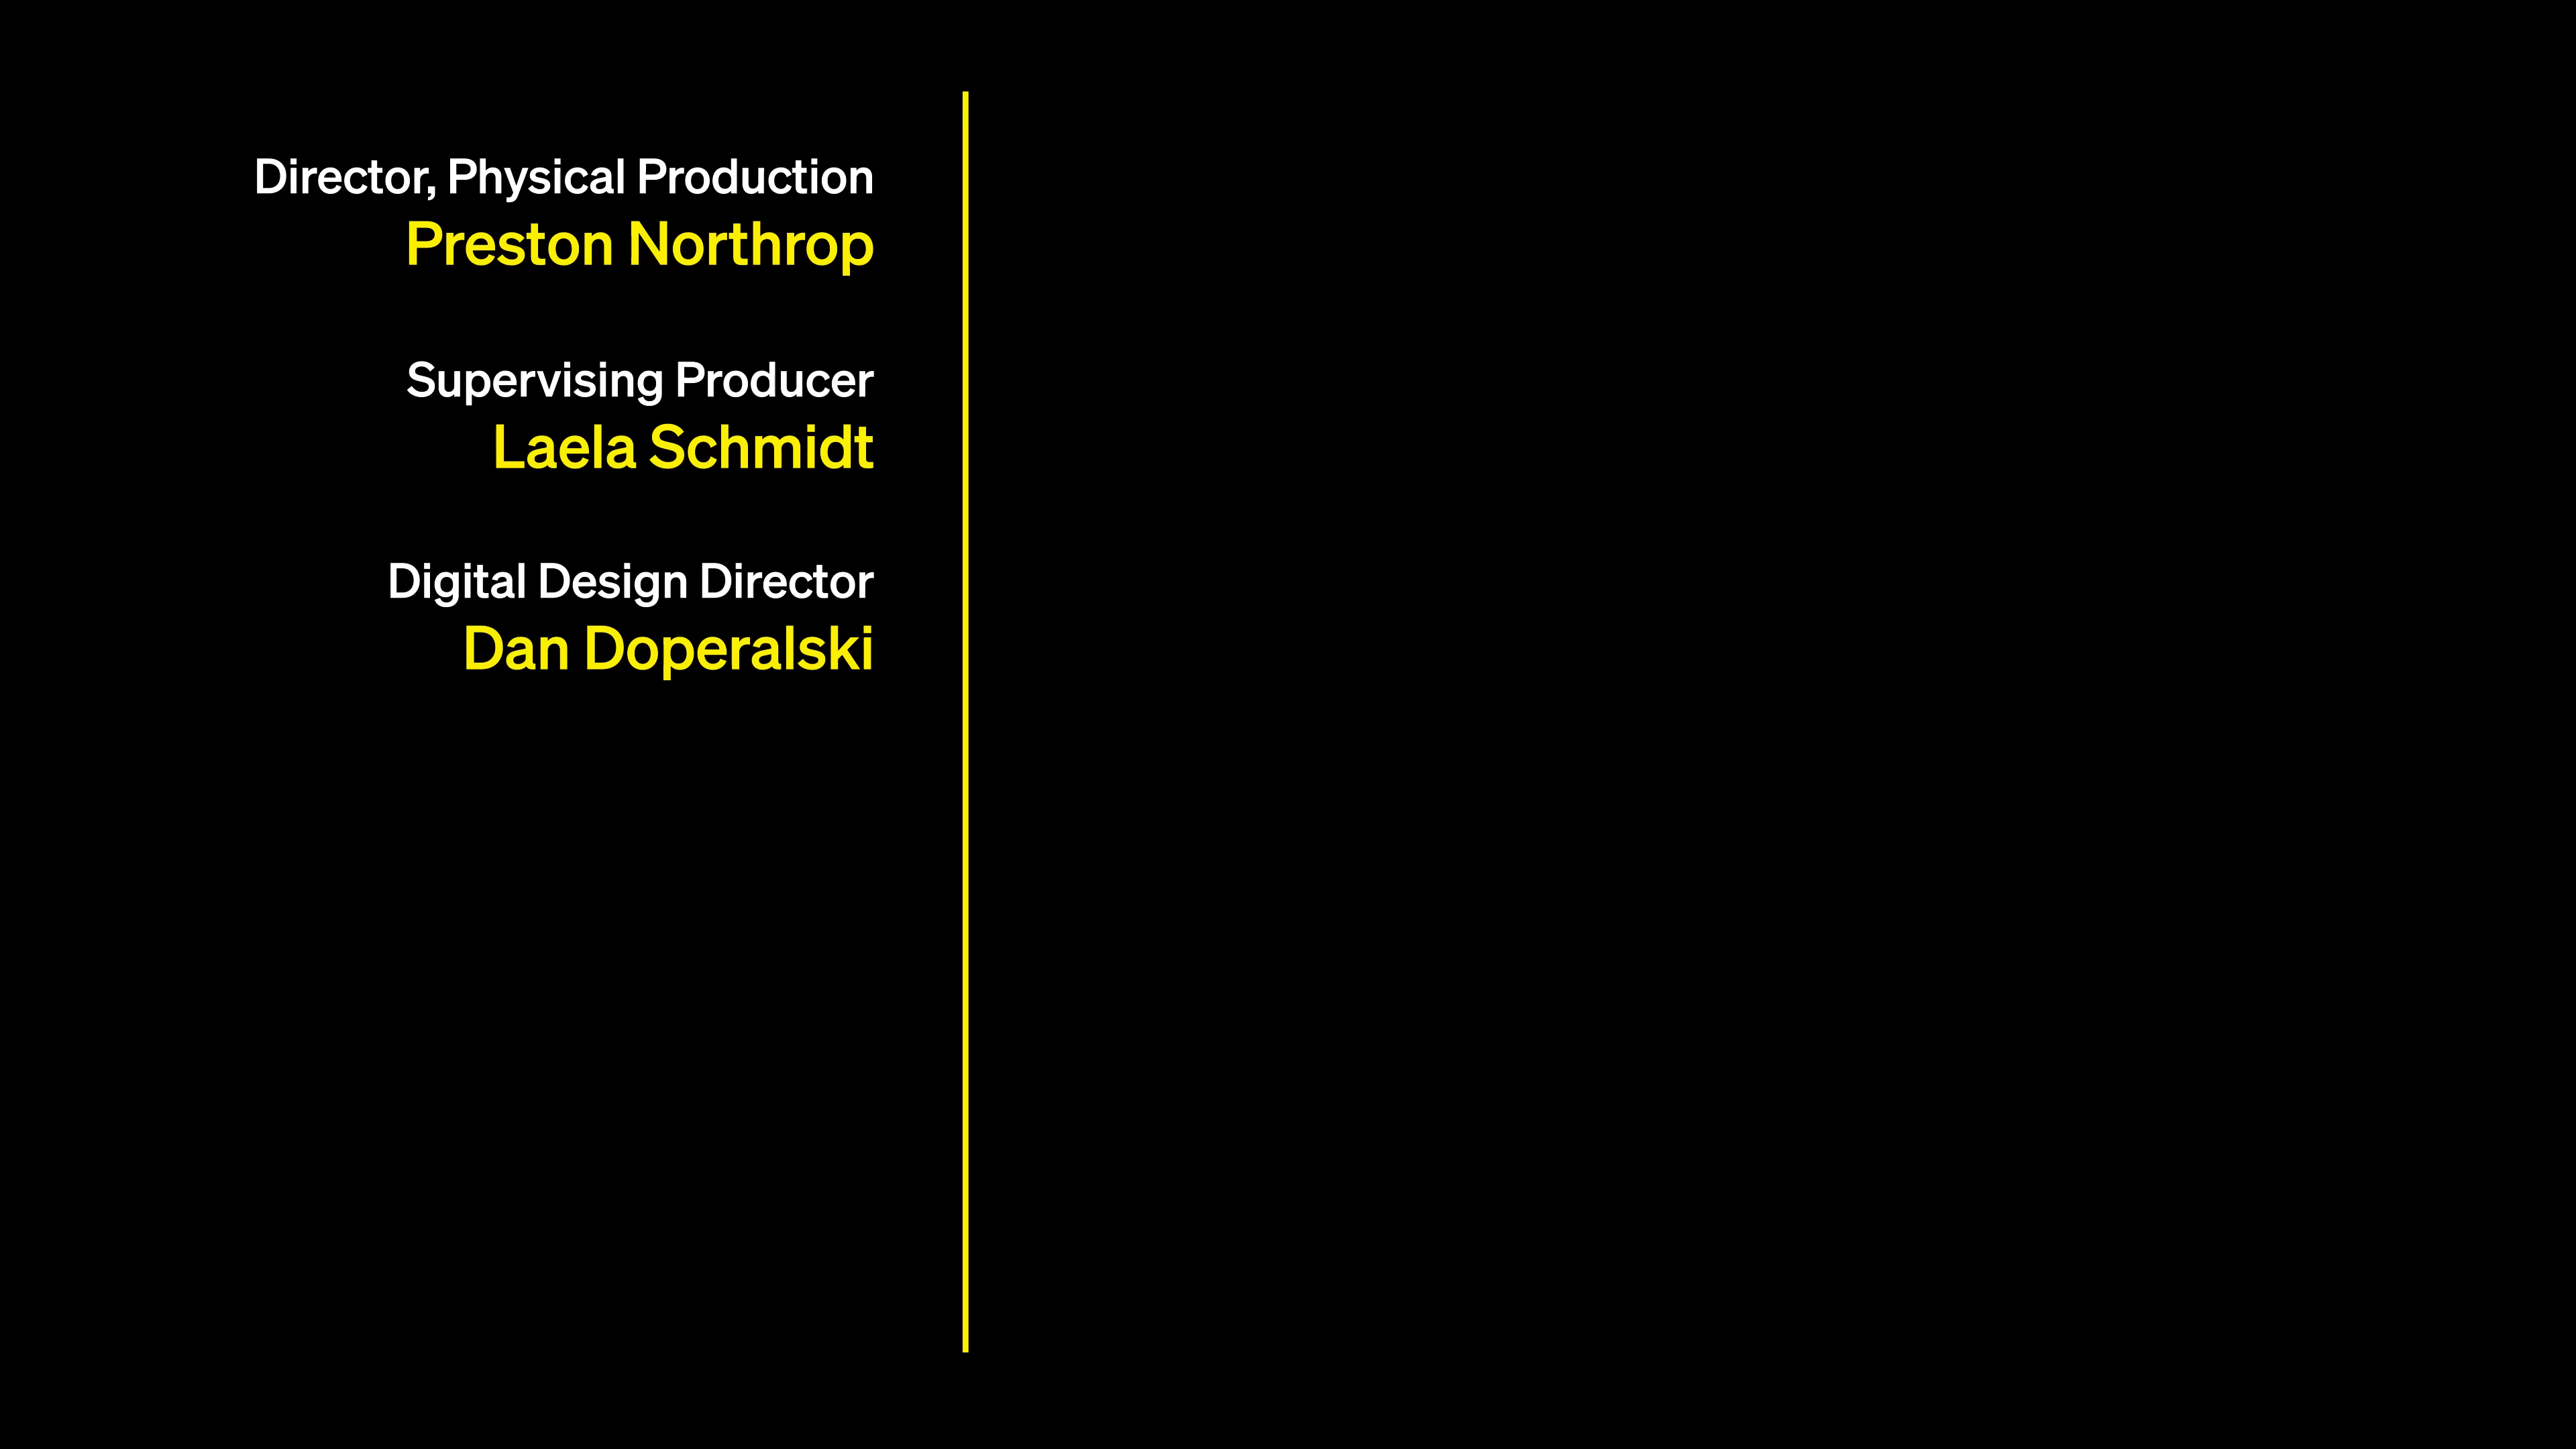 Director, Physical Production
Preston Northrop
Supervising Producer
Laela Schmidt
Digital Design Director
Dan Doperalski